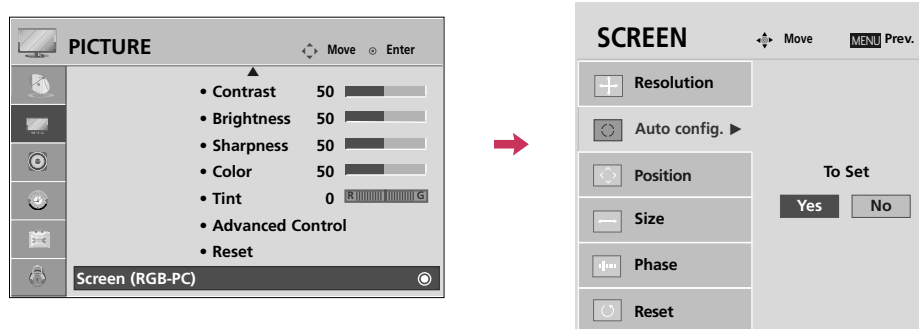 PICTURE
Move
Enter
• Contrast 50
• Brightness 50
• Sharpness 50
• Color 50
• Tint 0 R G
• Advanced Control
• Reset
Screen (RGB-PC)
SCREEN
Move
MENU Prev.
Resolution
Auto config. ►
Position
Size
Phase
Reset
To Set
Yes No